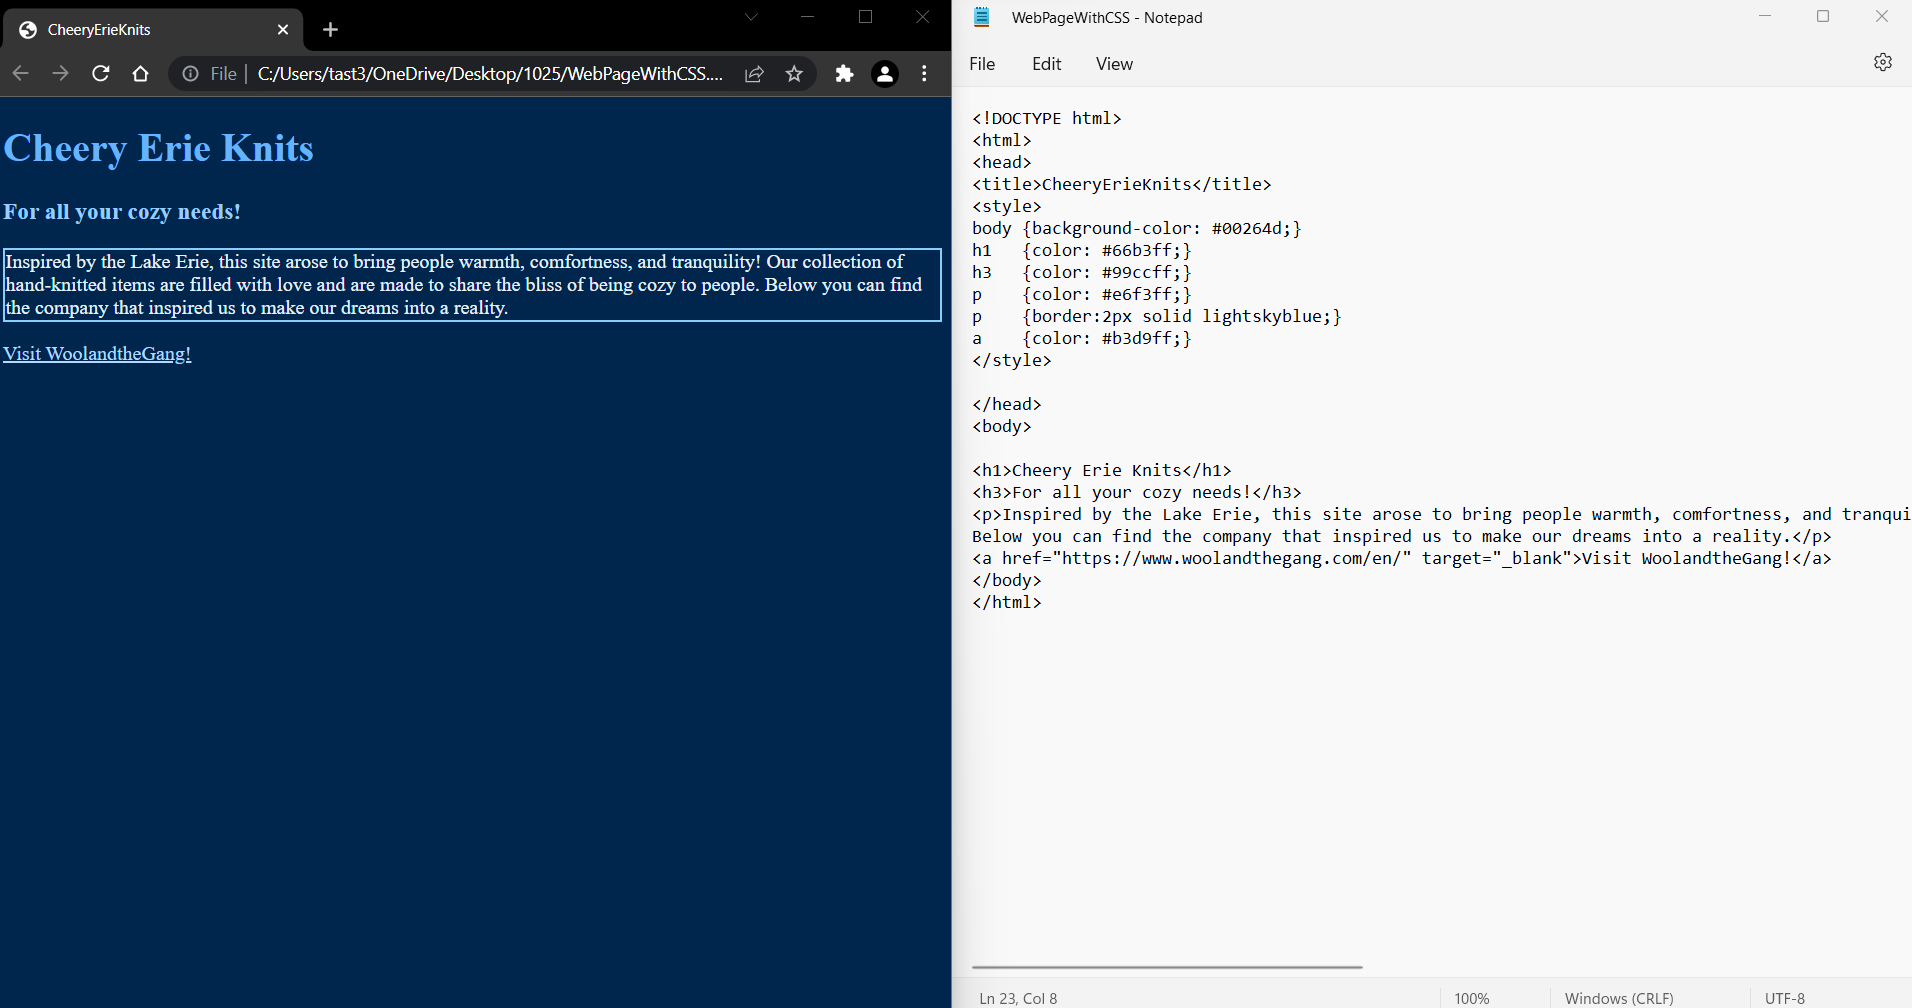 CheeryErieKnits
File
C:/Users/tast3/OneDrive/Desktop/1025/WebPageWithCSS....
Cheery Erie Knits
For all your cozy needs!
Inspired by the Lake Erie, this site arose to bring people warmth, comfortness, and tranquility! Our collection of
hand-knitted items are filled with love and are made to share the bliss of being cozy to people. Below you can find
the company that inspired us to make our dreams into a reality.
Visit WoolandtheGang!
WebPageWithCSS - Notepad
File Edit View
<!DOCTYPE html>
<html>
<head>
<title>CheeryErieKnits</title>
<style>
body {background-color: #00264d;}
h1   {color: #66b3ff;}
h3   {color: #99ccff;}
p    {color: #e6f3ff;}
p    {border:2px solid lightskyblue;}
a    {color: #b3d9ff;}
</style>
</head>
<body>
<h1>Cheery Erie Knits</h1>
<h3>For all your cozy needs!</h3>
<p>Inspired by the Lake Erie, this site arose to bring people warmth, comfortness, and tranqui
Below you can find the company that inspired us to make our dreams into a reality.</p>
<a href="https://www.woolandthegang.com/en/" target="_blank">Visit WoolandtheGang!</a>
</body>
</html>
Ln 23, Col 8
100%
Windows (CRLF)
UTF-8